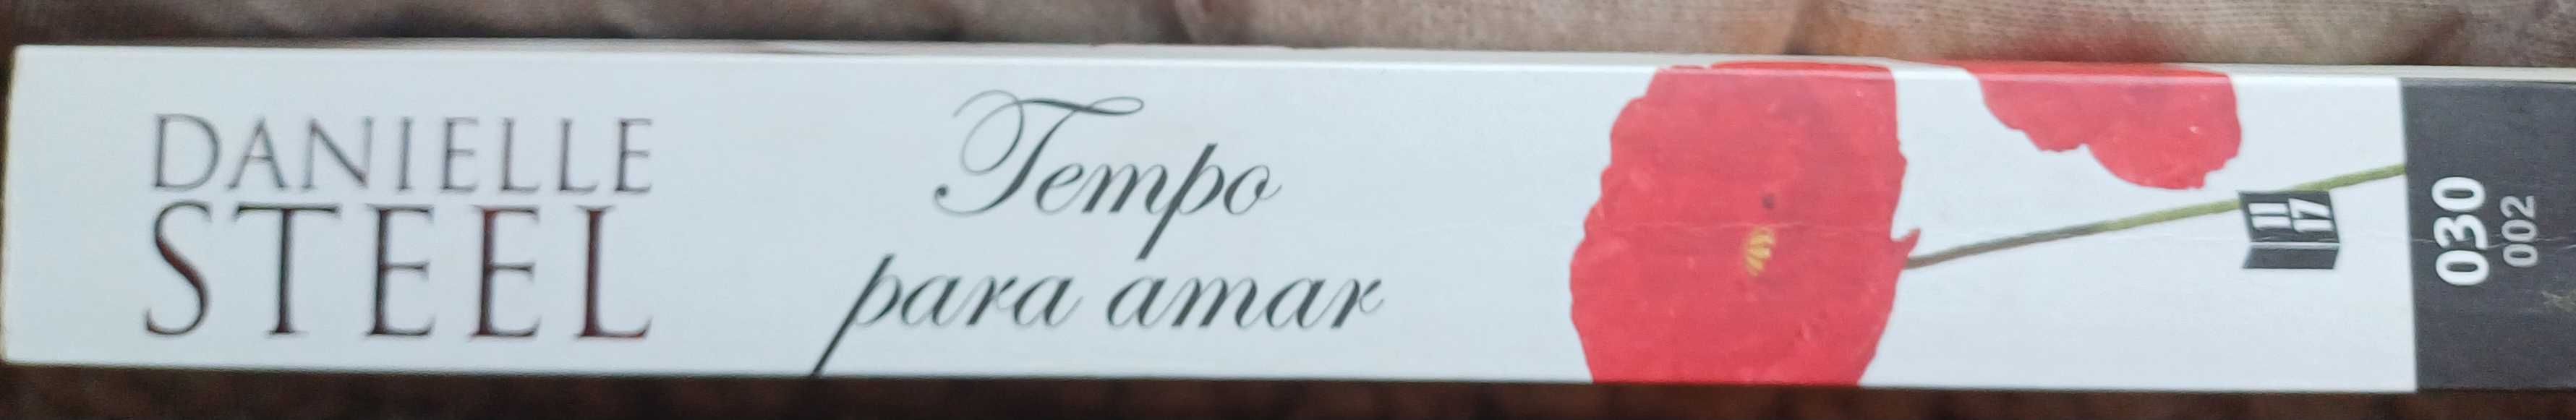 DANIELLE
STEEL
Tempo
para amar
11
17
030
002